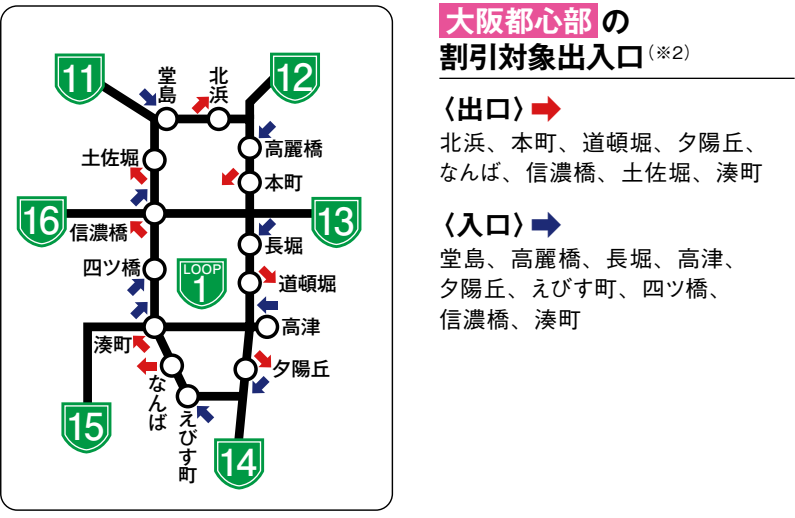 大阪都心部 の
割引対象出入口(※2)
〈出口〉
北浜、本町、道頓堀、夕陽丘、
なんば、信濃橋、土佐堀、湊町
〈入口〉
堂島、高麗橋、長堀、高津、
夕陽丘、えびす町、四ツ橋、
信濃橋、湊町
11
堂島
北浜
12
高麗橋
土佐堀
本町
16
13
信濃橋
長堀
四ツ橋
LOOP
1
道頓堀
高津
湊町
夕陽丘
なんば
15
えびす町
14